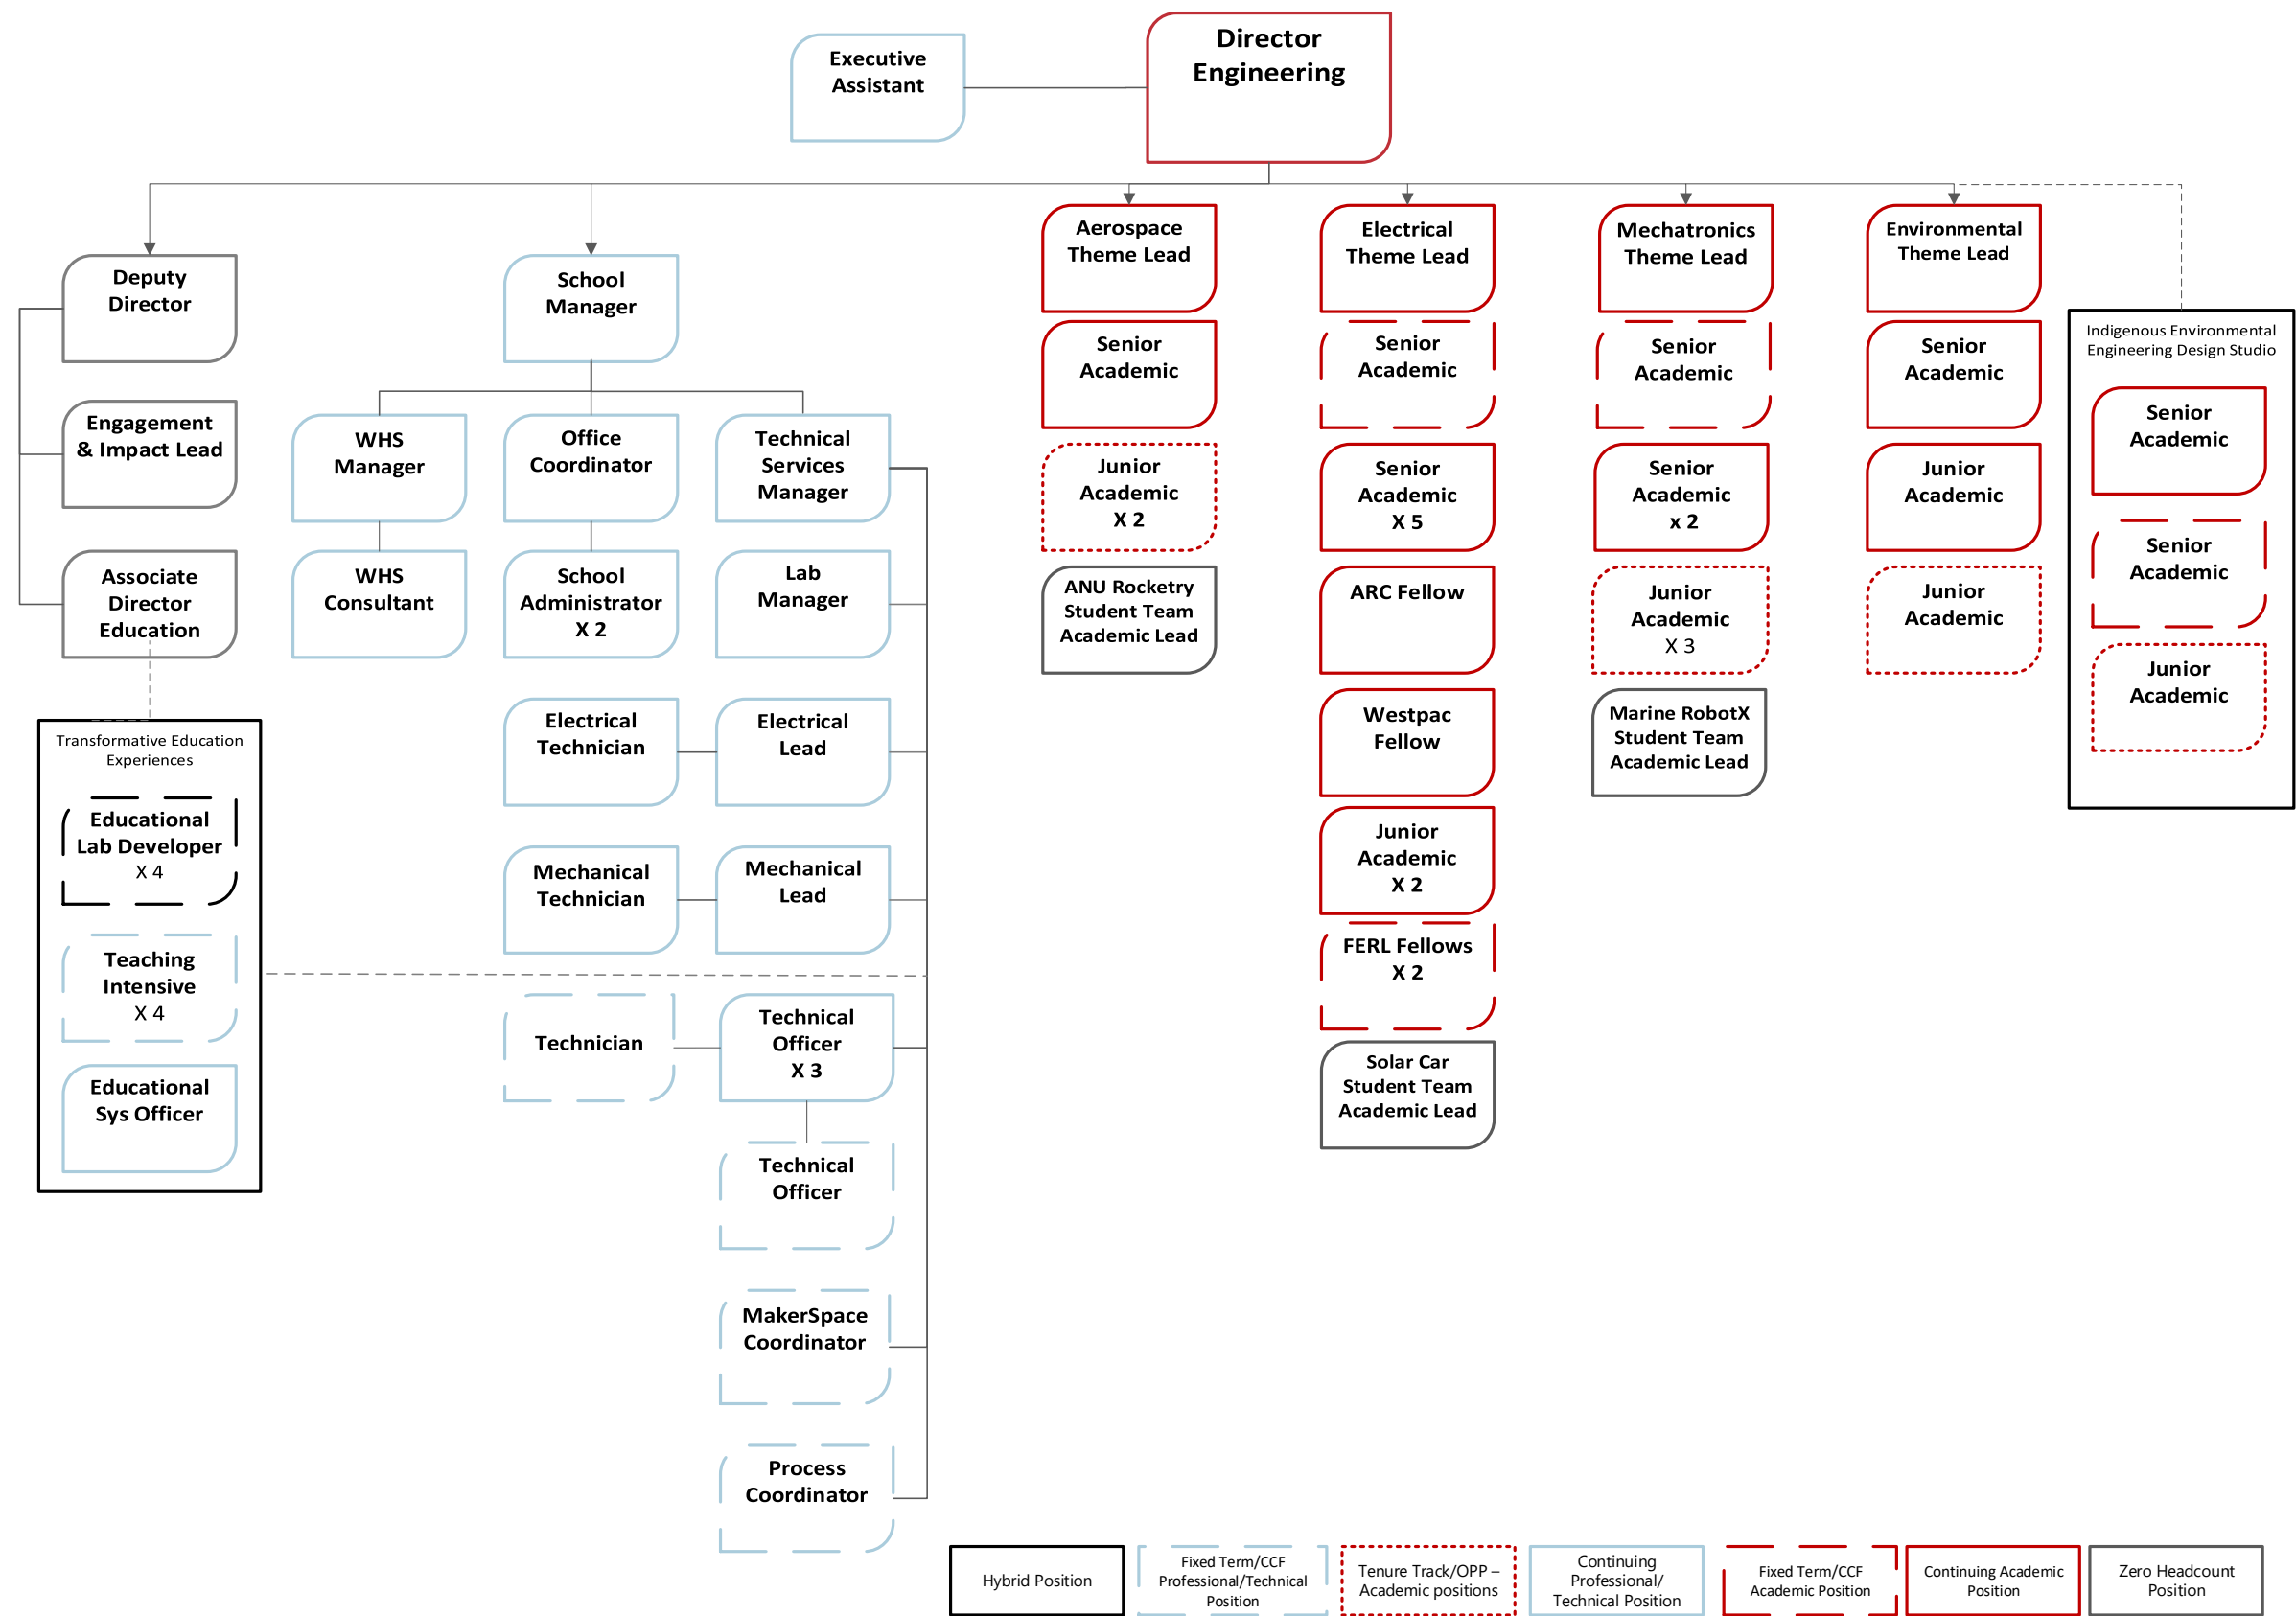 Director
Engineering
Executive
Assistant
Deputy
Director
Engagement
& Impact Lead
Associate
Director
Education
Transformative Education
Experiences
Educational
Lab Developer
X 4
Teaching
Intensive
X 4
Educational
Sys Officer
School
Manager
WHS
Manager
WHS
Consultant
Office
Coordinator
School
Administrator
X 2
Technical
Services
Manager
Lab
Manager
Electrical
Technician
Electrical
Lead
Mechanical
Technician
Mechanical
Lead
Technician
Technical
Officer
X 3
Technical
Officer
MakerSpace
Coordinator
Process
Coordinator
Aerospace
Theme Lead
Senior
Academic
Junior
Academic
X 2
ANU Rocketry
Student Team
Academic Lead
Electrical
Theme Lead
Senior
Academic
Senior
Academic
X 5
ARC Fellow
Westpac
Fellow
Junior
Academic
X 2
FERL Fellows
X 2
Solar Car
Student Team
Academic Lead
Mechatronics
Theme Lead
Senior
Academic
Senior
Academic
x 2
Junior
Academic
X 3
Marine RobotX
Student Team
Academic Lead
Environmental
Theme Lead
Senior
Academic
Junior
Academic
Junior
Academic
Indigenous Environmental
Engineering Design Studio
Senior
Academic
Senior
Academic
Junior
Academic
Hybrid Position
Fixed Term/CCF
Professional/Technical
Position
Tenure Track/OPP –
Academic positions
Continuing
Professional/
Technical Position
Fixed Term/CCF
Academic Position
Continuing Academic
Position
Zero Headcount
Position